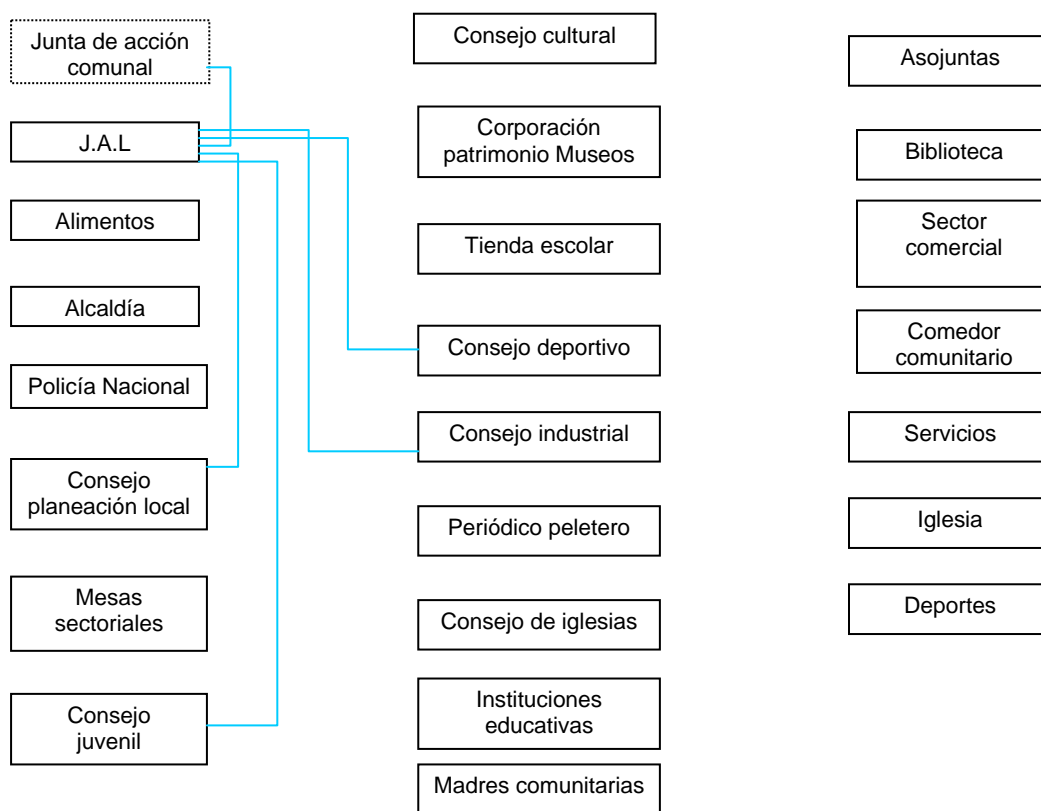 Junta de acción
comunal
J.A.L
Alimentos
Alcaldía
Policía Nacional
Consejo
planeación local
Mesas
sectoriales
Consejo
juvenil
Consejo cultural
Corporación
patrimonio Museos
Tienda escolar
Consejo deportivo
Consejo industrial
Periódico peletero
Consejo de iglesias
Instituciones
educativas
Madres comunitarias
Asojuntas
Biblioteca
Sector
comercial
Comedor
comunitario
Servicios
Iglesia
Deportes